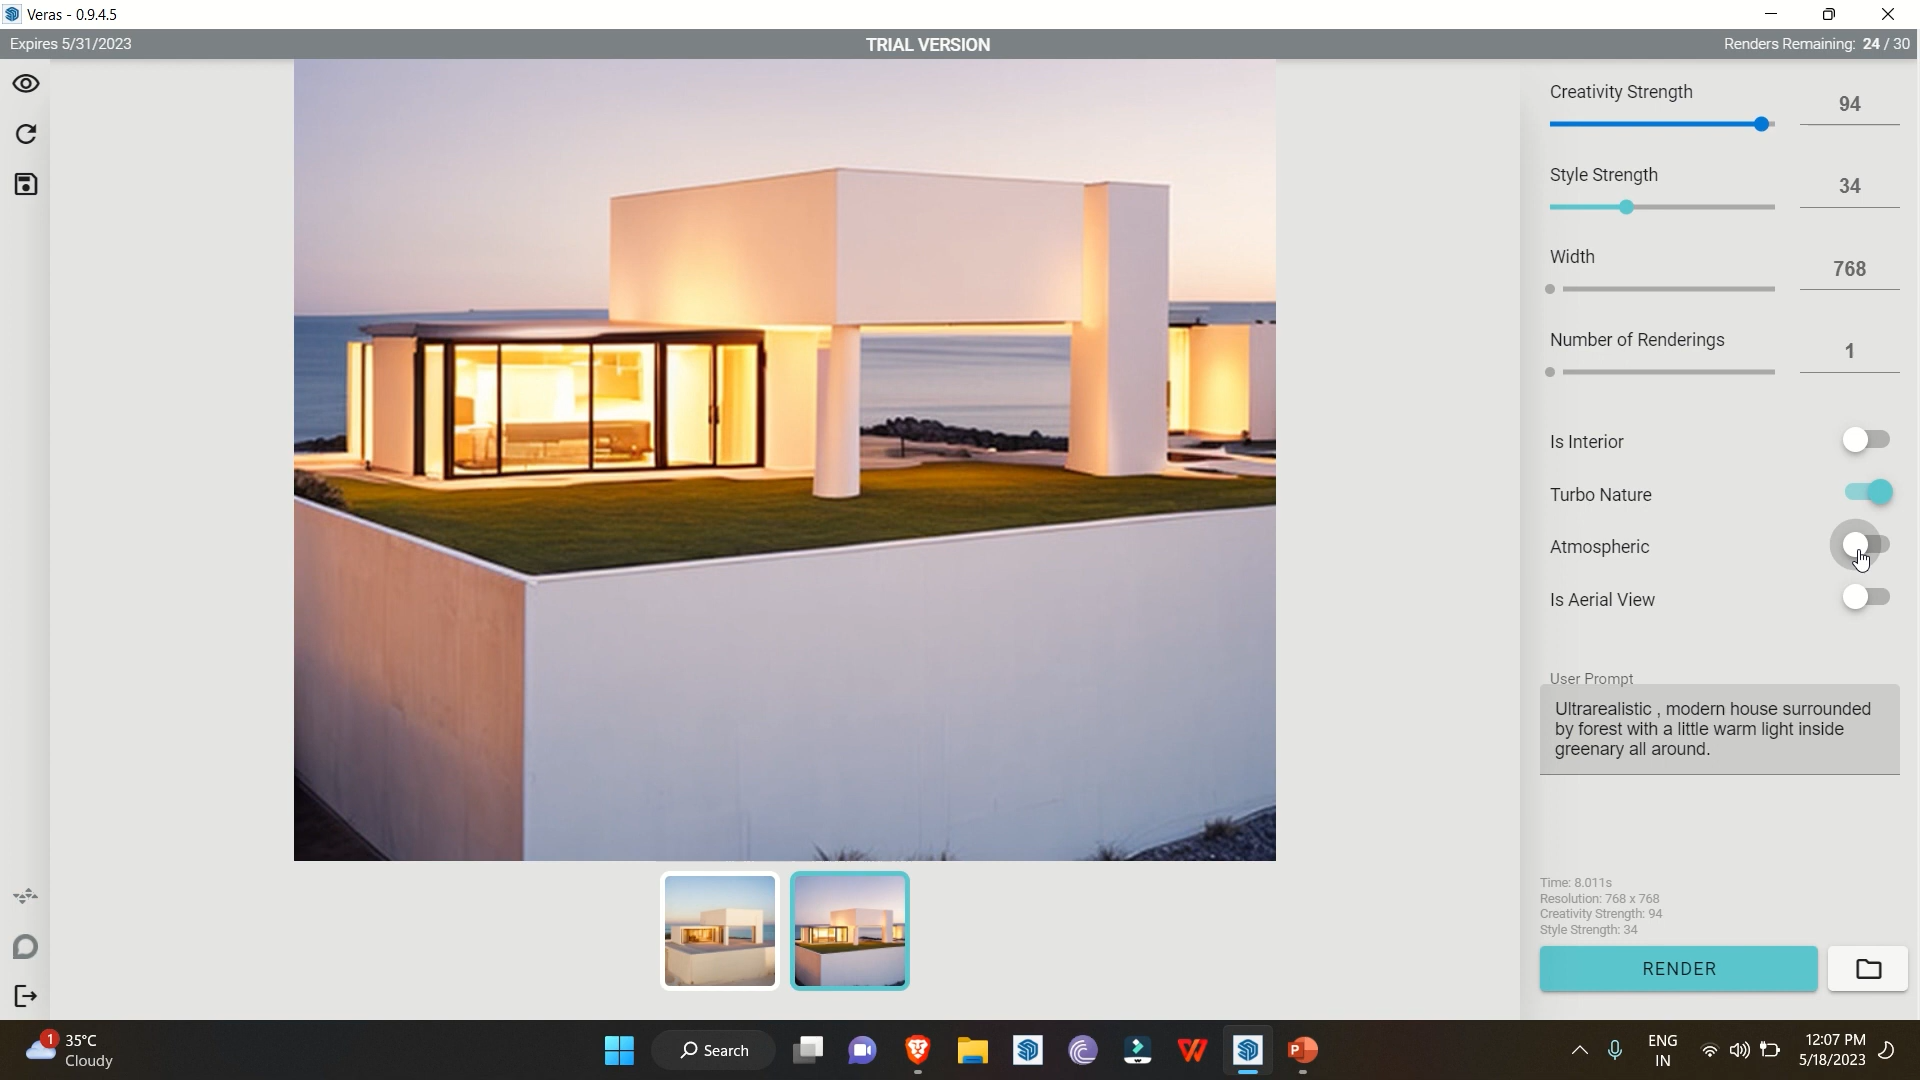 Veras - 0.9.4.5
Expires 5/31/2023
TRIAL VERSION
Renders Remaining: 24 / 30
Creativity Strength
94
Style Strength
34
Width
768
Number of Renderings
1
Is Interior
Turbo Nature
Atmospheric
Is Aerial View
User Prompt
Ultrarealistic , modern house surrounded
by forest with a little warm light inside
greenary all around.
Time: 8.011s
Resolution: 768 x 768
Creativity Strength: 94
Style Strength: 34
RENDER
1
35°C
Cloudy
Search
ENG
IN
12:07 PM
5/18/2023